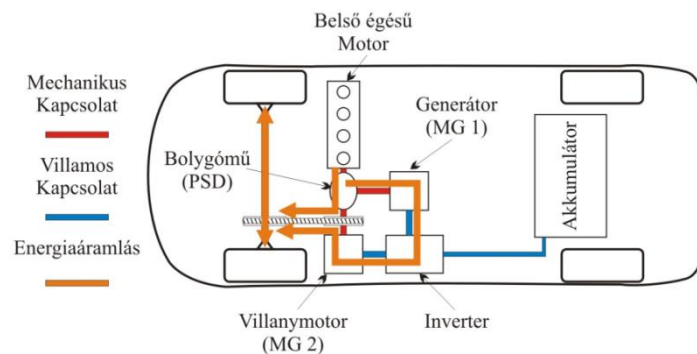 Belső égésű
Motor
Mechanikus
Kapcsolat
Generátor
(MG 1)
Villamos
Kapcsolat
Bolygómű
(PSD)
Akkumulátor
Energiaáramlás
Villanymotor
(MG 2)
Inverter